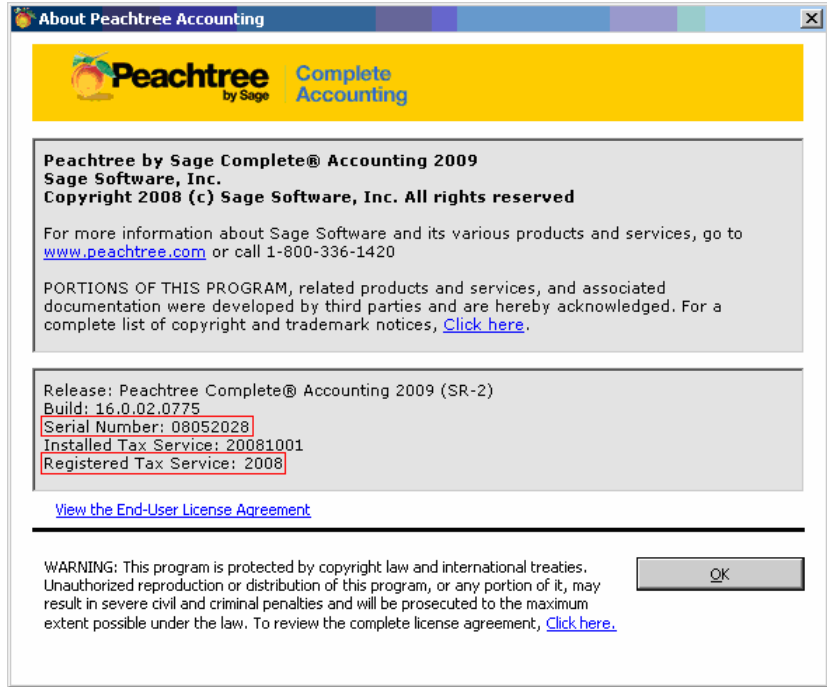 About Peachtree Accounting
Peachtree
by Sage
Complete
Accounting
Peachtree by Sage Complete® Accounting 2009
Sage Software, Inc.
Copyright 2008 (c) Sage Software, Inc. All rights reserved
For more information about Sage Software and its various products and services, go to
www.peachtree.com or call 1-800-336-1420
PORTIONS OF THIS PROGRAM, related products and services, and associated
documentation were developed by third parties and are hereby acknowledged. For a
complete list of copyright and trademark notices, Click here.
Release: Peachtree Complete® Accounting 2009 (SR-2)
Build: 16.0.02.0775
Serial Number: 08052028
Installed Tax Service: 20081001
Registered Tax Service: 2008
View the End-User License Agreement
WARNING: This program is protected by copyright law and international treaties.
Unauthorized reproduction or distribution of this program, or any portion of it, may
result in severe civil and criminal penalties and will be prosecuted to the maximum
extent possible under the law. To review the complete license agreement, Click here.
OK